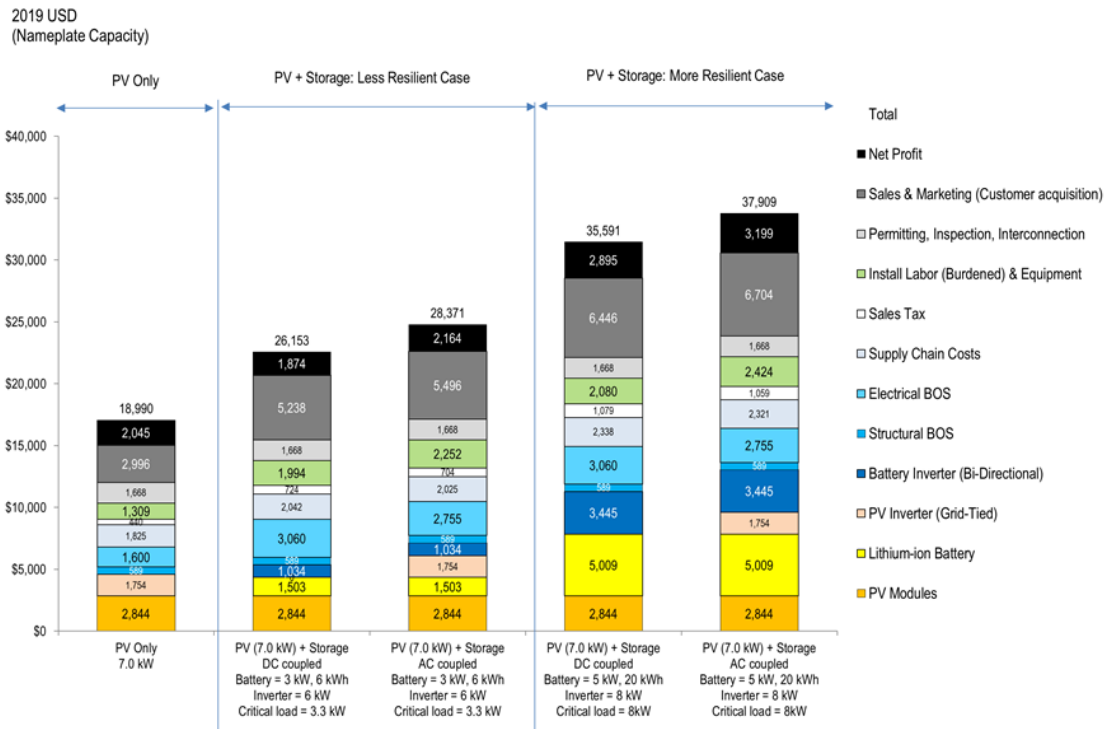 2019 USD
(Nameplate Capacity)
PV Only
PV + Storage: Less Resilient Case
PV + Storage: More Resilient Case
$40,000
$35,000
$30,000
$25,000
$20,000
$15,000
$10,000
$5,000
$0
18,990
2,045
2,996
1,668
1,309
440
1,825
1,600
589
1,754
2,844
26,153
1,874
5,238
1,668
1,994
724
2,042
3,060
589
1,034
1,503
2,844
28,371
2,164
5,496
1,668
2,252
704
2,025
2,755
589
1,034
1,754
1,503
2,844
35,591
2,895
6,446
1,668
2,080
1,079
2,338
3,060
589
3,445
5,009
2,844
37,909
3,199
6,704
1,668
2,424
1,059
2,321
2,755
589
3,445
1,754
5,009
2,844
PV Only
7.0 kW
PV (7.0 kW) + Storage
DC coupled
Battery = 3 kW, 6 kWh
Inverter = 6 kW
Critical load = 3.3 kW
PV (7.0 kW) + Storage
AC coupled
Battery = 3 kW, 6 kWh
Inverter = 6 kW
Critical load = 3.3 kW
PV (7.0 kW) + Storage
DC coupled
Battery = 5 kW, 20 kWh
Inverter = 8 kW
Critical load = 8kW
PV (7.0 kW) + Storage
AC coupled
Battery = 5 kW, 20 kWh
Inverter = 8 kW
Critical load = 8kW
Total
Net Profit
Sales & Marketing (Customer acquisition)
Permitting, Inspection, Interconnection
Install Labor (Burdened) & Equipment
Sales Tax
Supply Chain Costs
Electrical BOS
Structural BOS
Battery Inverter (Bi-Directional)
PV Inverter (Grid-Tied)
Lithium-ion Battery
PV Modules